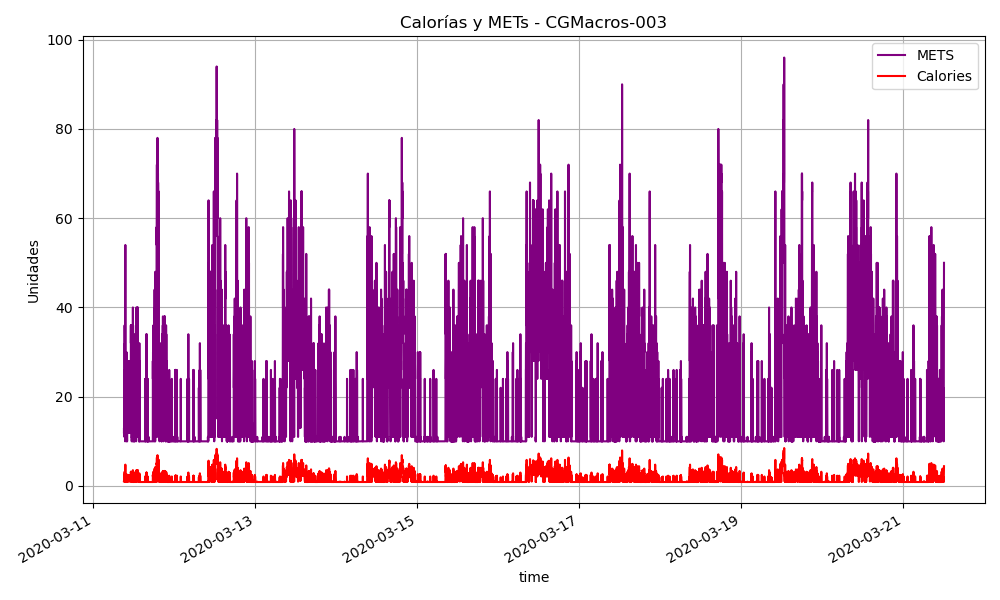 Calorías y METs - CGMacros-003
METS
Calories
Unidades
100
80
60
40
20
0
2020-03-11
2020-03-13
2020-03-15
2020-03-17
2020-03-19
2020-03-21
time